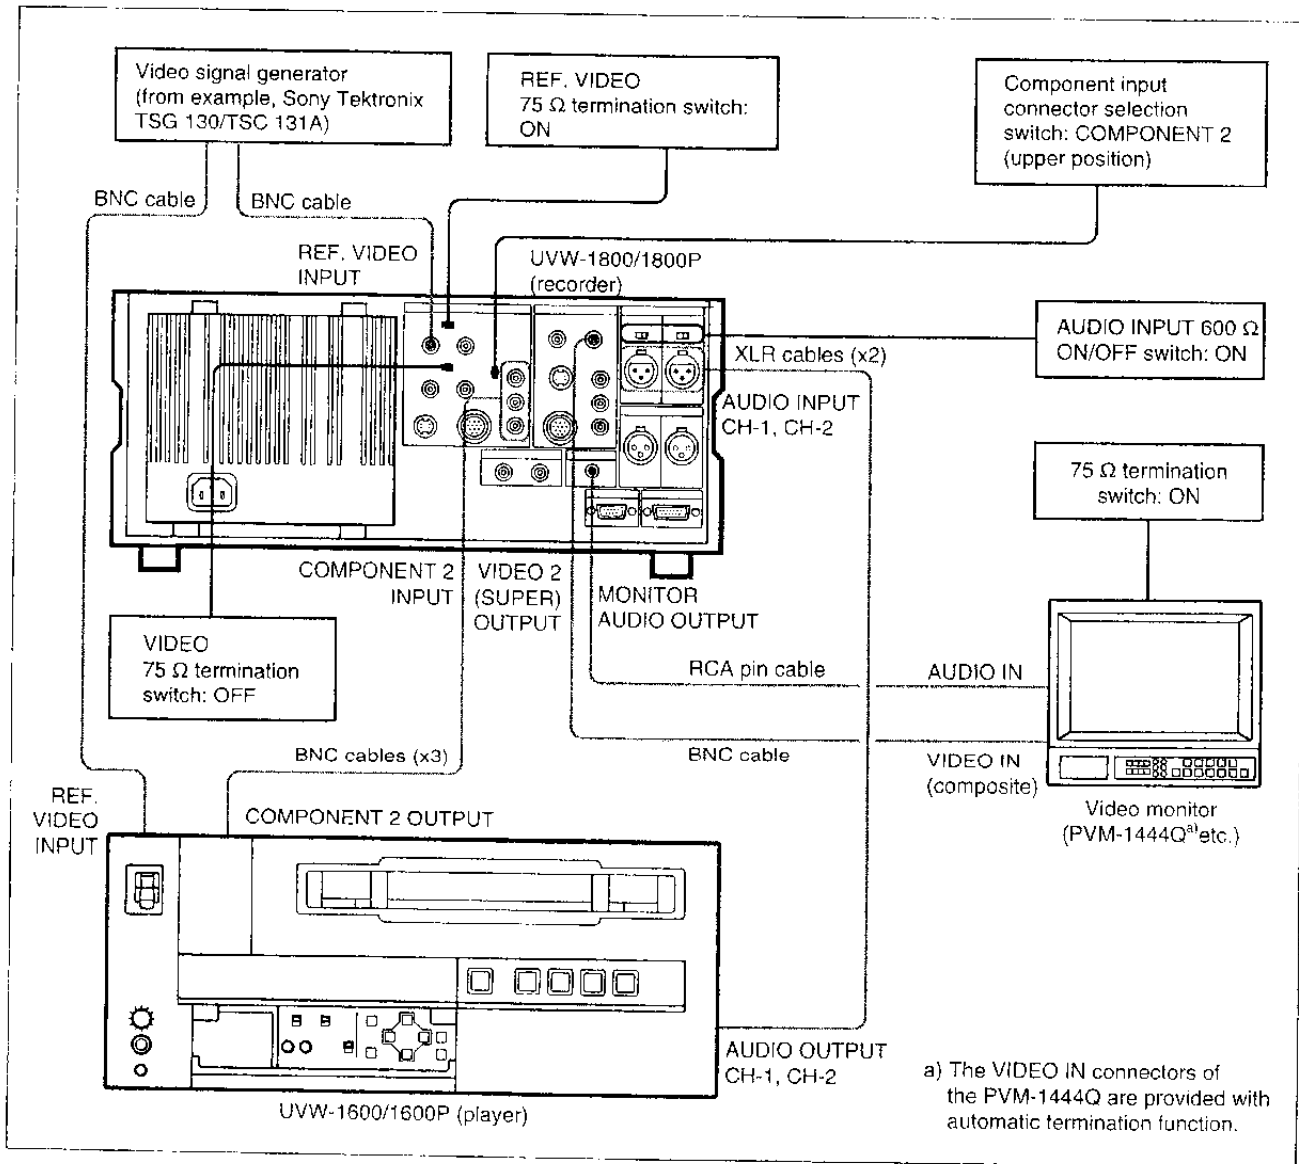 Video signal generator
(from example, Sony Tektronix
TSG 130/TSC 131A)
REF. VIDEO
75 Ω termination switch:
ON
Component input
connector selection
switch: COMPONENT 2
(upper position)
BNC cable
BNC cable
REF. VIDEO
INPUT
UVW-1800/1800P
(recorder)
AUDIO INPUT 600 Ω
ON/OFF switch: ON
XLR cables (x2)
AUDIO INPUT
CH-1, CH-2
75 Ω termination
switch: ON
COMPONENT 2
INPUT
VIDEO 2
(SUPER)
OUTPUT
MONITOR
AUDIO OUTPUT
VIDEO
75 Ω termination
switch: OFF
RCA pin cable
AUDIO IN
BNC cables (x3)
BNC cable
VIDEO IN
(composite)
REF.
VIDEO
INPUT
COMPONENT 2 OUTPUT
Video monitor
(PVM-1444Qa)etc.)
AUDIO OUTPUT
CH-1, CH-2
UVW-1600/1600P (player)
a) The VIDEO IN connectors of
the PVM-1444Q are provided with
automatic termination function.